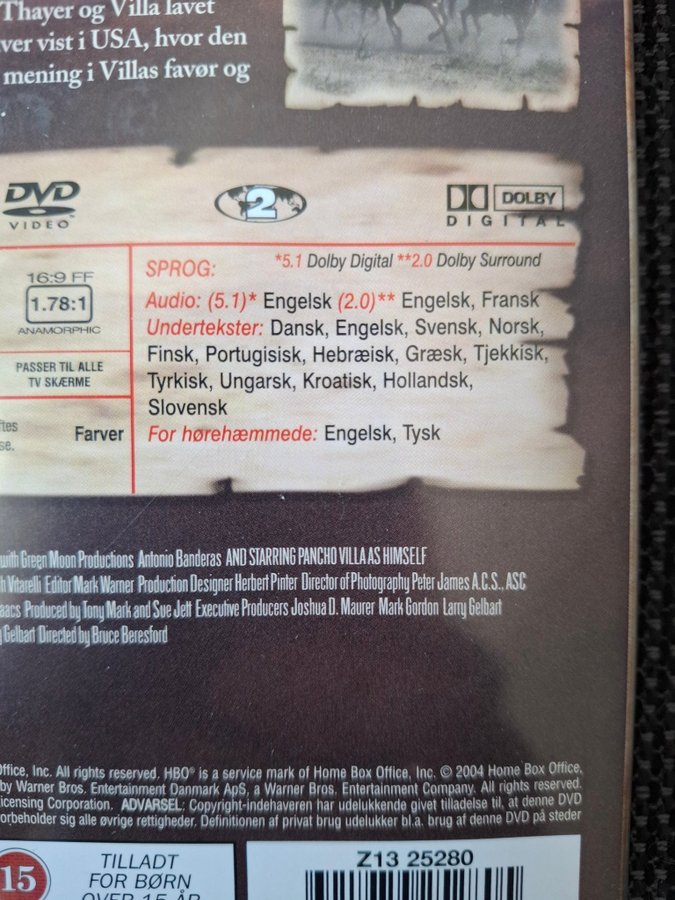 Thayer og Villa lavet
ver vist i USA, hvor den
mening i Villas favør og
DVD
VIDEO
2
DOLBY
DIGITAL
16:9 FF
1.78:1
ANAMORPHIC
PASSER TIL ALLE
TV SKÆRME
Farver
SPROG: *5.1 Dolby Digital **2.0 Dolby Surround
Audio: (5.1)* Engelsk (2.0)** Engelsk, Fransk
Undertekster: Dansk, Engelsk, Svensk, Norsk,
Finsk, Portugisisk, Hebræisk, Græsk, Tjekkisk,
Tyrkisk, Ungarsk, Kroatisk, Hollandsk,
Slovensk
For hørehæmmede: Engelsk, Tysk
with Green Moon Productions Antonio Banderas AND STARRING PANCHO VILLA AS HIMSELF
h Vitarelli Editor Mark Warner Production Designer Herbert Pinter Director of Photography Peter James A.C.S., ASC
aacs Produced by Tony Mark and Sue Jett Executive Producers Joshua D. Maurer Mark Gordon Larry Gelbart
Gelbart Directed by Bruce Beresford
ffice, Inc. All rights reserved. HBO® is a service mark of Home Box Office, Inc. © 2004 Home Box Office,
by Warner Bros. Entertainment Danmark ApS, a Warner Bros. Entertainment Company. All rights reserved.
icensing Corporation. ADVARSEL: Copyright-indehaveren har udelukkende givet tilladelse til, at denne DVD
orbeholder sig alle øvrige rettigheder. Definitionen af privat brug udelukker bl.a. brug af denne DVD på steder
15
TILLADT
FOR BØRN
OVER 15 ÅR
Z13 25280